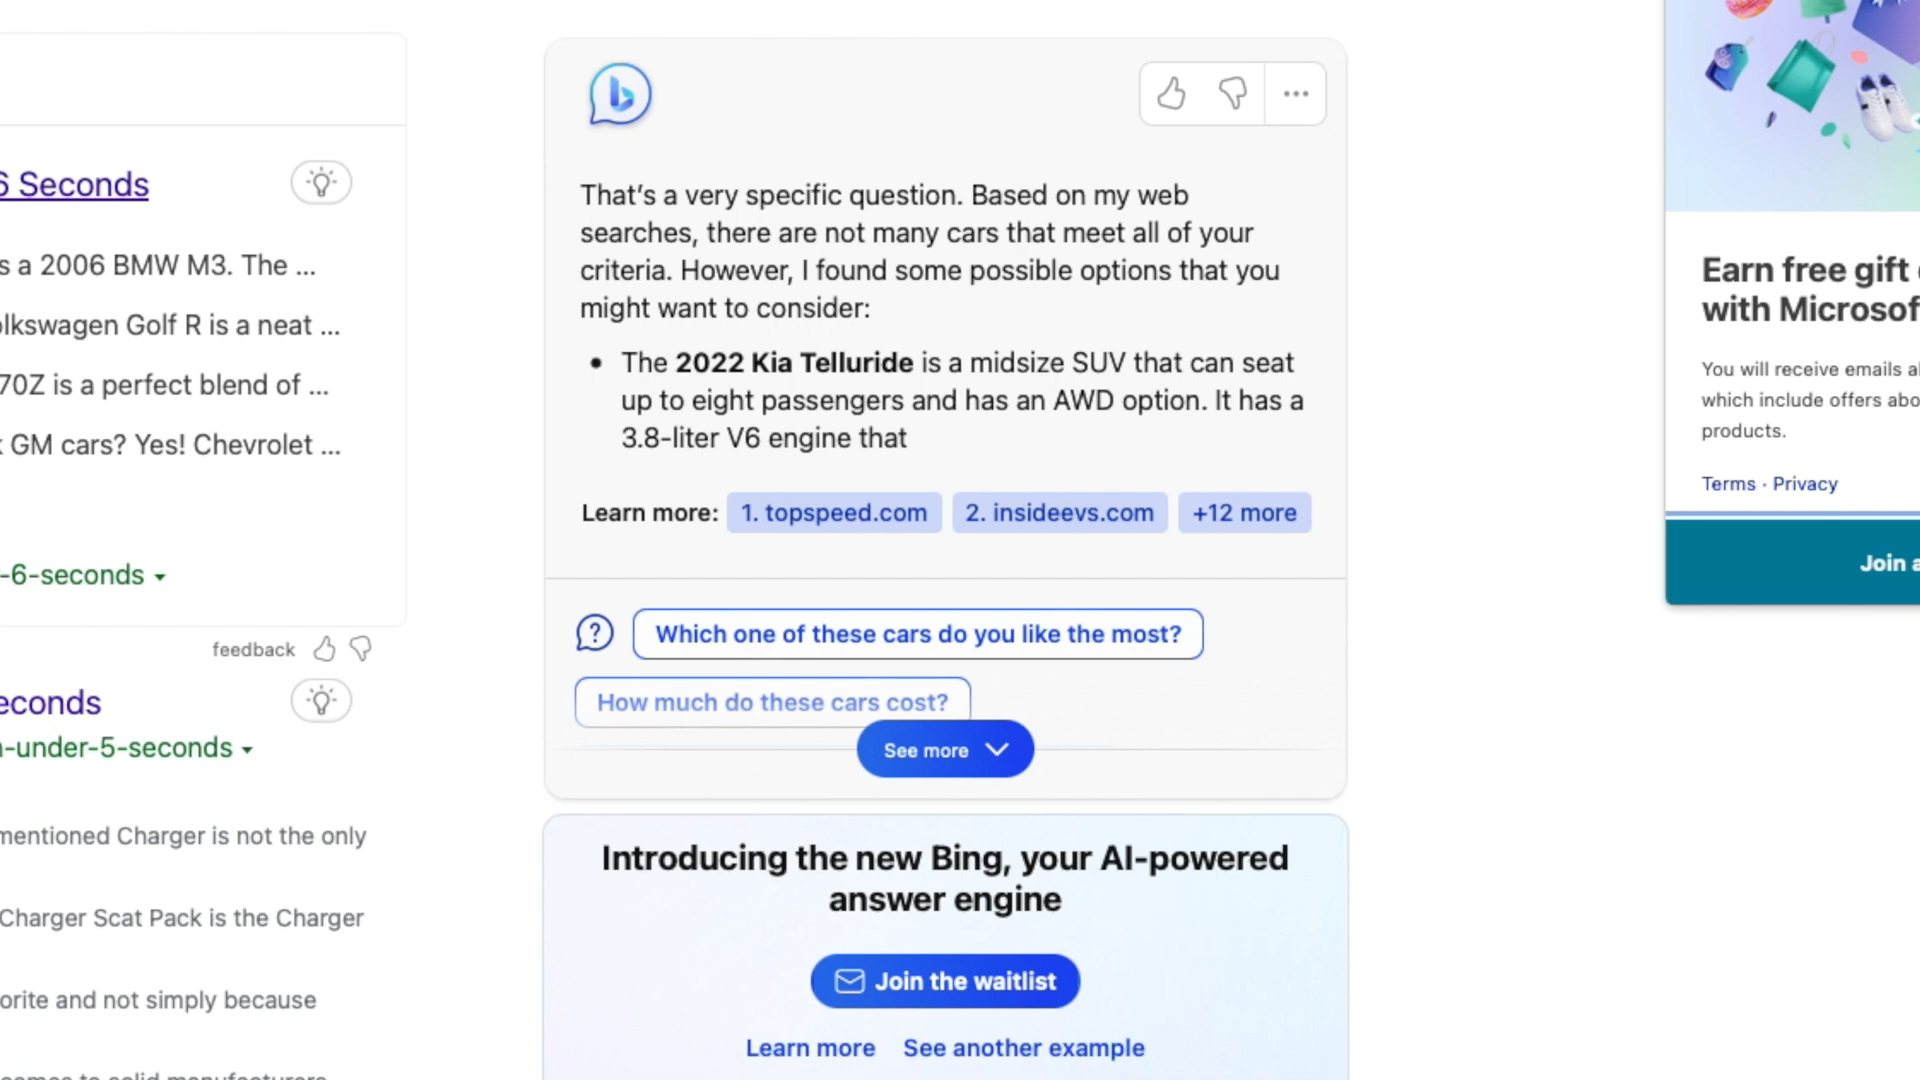 6 Seconds
s a 2006 BMW M3. The ...
olkswagen Golf R is a neat ...
70Z is a perfect blend of ...
GM cars? Yes! Chevrolet ...
-6-seconds
feedback
econds
-under-5-seconds
mentioned Charger is not the only
Charger Scat Pack is the Charger
orite and not simply because
That's a very specific question. Based on my web
searches, there are not many cars that meet all of your
criteria. However, I found some possible options that you
might want to consider:
• The 2022 Kia Telluride is a midsize SUV that can seat
up to eight passengers and has an AWD option. It has a
3.8-liter V6 engine that
Learn more: 1. topspeed.com 2. insideevs.com +12 more
Which one of these cars do you like the most?
How much do these cars cost?
See more
Introducing the new Bing, your AI-powered
answer engine
Join the waitlist
Learn more See another example
Earn free gift
with Microsof
You will receive emails a
which include offers abo
products.
Terms · Privacy
Join a